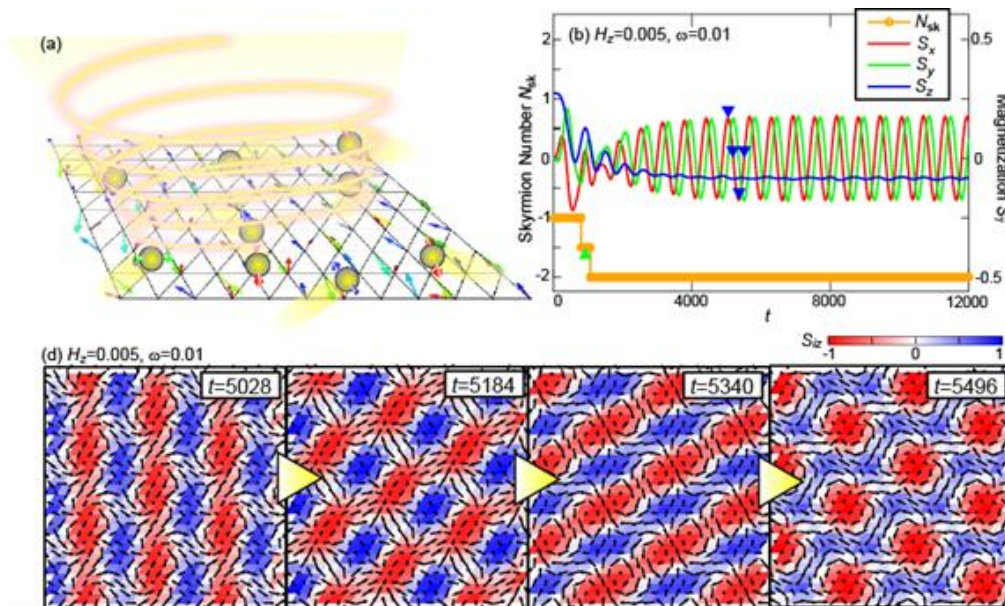 (a)
(b) Hz=0.005, ω=0.01
Nsk
Sx
Sy
Sz
Skyrmion Number Nsk
2
1
0
-1
-2
0.5
0
-0.5
Magnetization Sγ
0
4000
8000
12000
t
(d) Hz=0.005, ω=0.01
Siz
-1
0
1
t=5028
t=5184
t=5340
t=5496